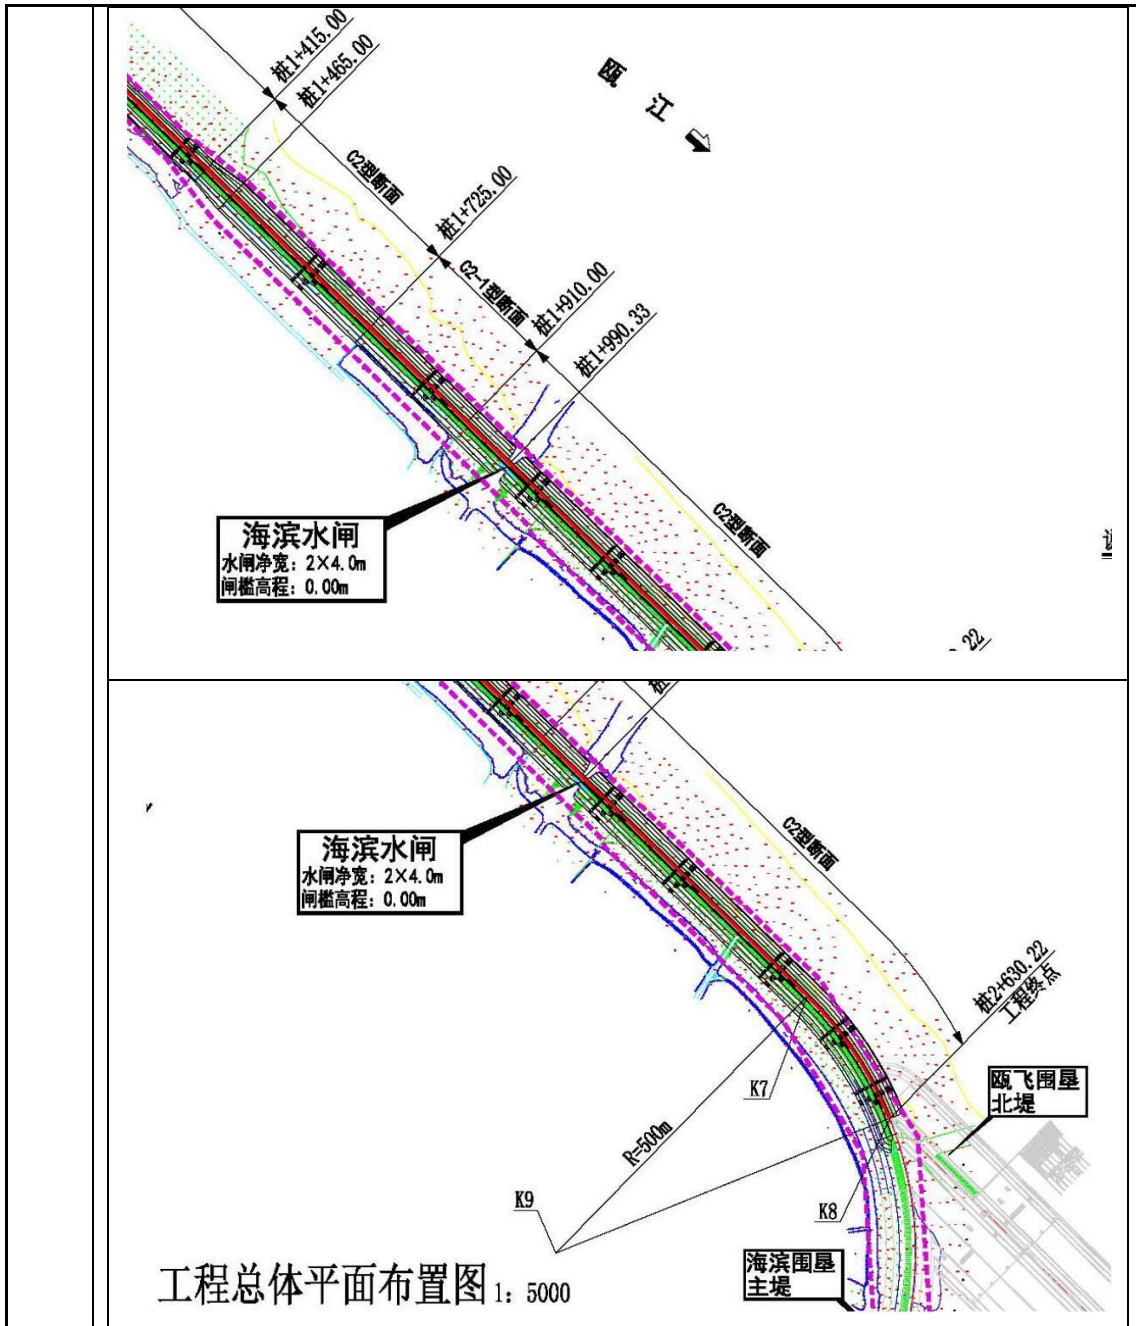 桩1+415.00
桩1+465.00
瓯江
C2型断面
桩1+725.00
C2-1型断面
桩1+910.00
桩1+990.33
海滨水闸
水闸净宽：2×4.0m
闸槛高程：0.00m
C2型断面
.22
桩
海滨水闸
水闸净宽：2×4.0m
闸槛高程：0.00m
C2型断面
桩2+630.22
工程终点
K7
瓯飞围垦
北堤
R=500m
K9
K8
海滨围垦
主堤
工程总体平面布置图 1：5000